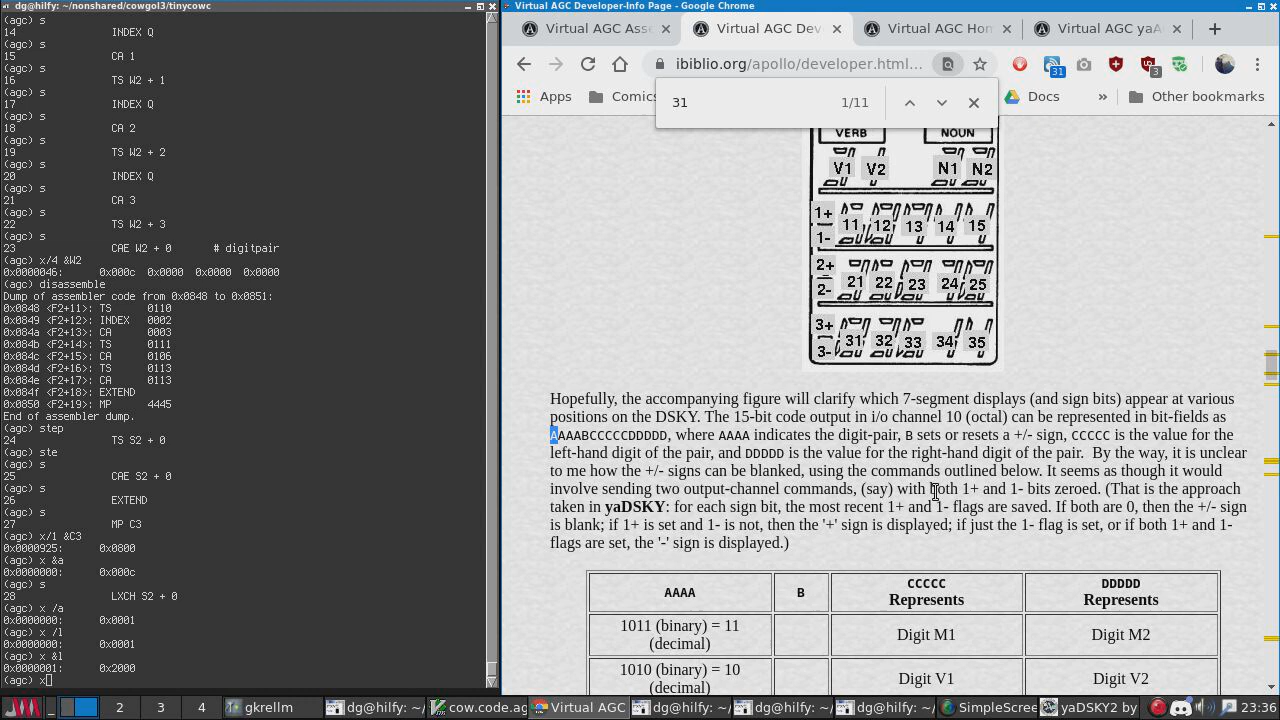 dg@hilfy: ~/nonshared/cowgol3/tinycowc
(agc) s
14 INDEX Q
(agc) s
15 CA 1
(agc) s
16 TS W2 + 1
(agc) s
17 INDEX Q
(agc) s
18 CA 2
(agc) s
19 TS W2 + 2
(agc) s
20 INDEX Q
(agc) s
21 CA 3
(agc) s
22 TS W2 + 3
(agc) s
23 CAE W2 + 0 # digitpair
(agc) x/4 &W2
0x0000046: 0x000c 0x0000 0x0000 0x0000
(agc) disassemble
Dump of assembler code from 0x0848 to 0x0851:
0x0848 <F2+11>: TS 0110
0x0849 <F2+12>: INDEX 0002
0x084a <F2+13>: CA 0003
0x084b <F2+14>: TS 0111
0x084c <F2+15>: CA 0106
0x084d <F2+16>: TS 0113
0x084e <F2+17>: CA 0113
0x084f <F2+18>: EXTEND
0x0850 <F2+19>: MP 4445
End of assembler dump.
(agc) step
24 TS S2 + 0
(agc) ste
(agc) s
25 CAE S2 + 0
(agc) s
26 EXTEND
(agc) s
27 MP C3
(agc) x/1 &C3
0x0000925: 0x0800
(agc) x &a
0x0000000: 0x000c
(agc) s
28 LXCH S2 + 0
(agc) x /a
0x0000000: 0x0001
(agc) x /l
0x0000000: 0x0001
(agc) x &l
0x0000001: 0x2000
(agc) x
Virtual AGC Developer-Info Page - Google Chrome
Virtual AGC Asse
Virtual AGC Dev
Virtual AGC Hom
Virtual AGC yaA
ibiblio.org/apollo/developer.html...
31
3
Apps
Comics
Docs
»
Other bookmarks
31
1/11
VERB NOUN
V1 V2 N1 N2
1+ 11 12 13 14 15
1-
2+ 21 22 23 24 25
2-
3+ 31 32 33 34 35
3-
Hopefully, the accompanying figure will clarify which 7-segment displays (and sign bits) appear at various
positions on the DSKY. The 15-bit code output in i/o channel 10 (octal) can be represented in bit-fields as
AAAABCCCCCDDDDD, where AAAA indicates the digit-pair, B sets or resets a +/- sign, CCCCC is the value for the
left-hand digit of the pair, and DDDDD is the value for the right-hand digit of the pair. By the way, it is unclear
to me how the +/- signs can be blanked, using the commands outlined below. It seems as though it would
involve sending two output-channel commands, (say) with both 1+ and 1- bits zeroed. (That is the approach
taken in yaDSKY: for each sign bit, the most recent 1+ and 1- flags are saved. If both are 0, then the +/- sign
is blank; if 1+ is set and 1- is not, then the '+' sign is displayed; if just the 1- flag is set, or if both 1+ and 1-
flags are set, the '-' sign is displayed.)
AAAA B CCCCC DDDDD
Represents Represents
1011 (binary) = 11 Digit M1 Digit M2
(decimal)
1010 (binary) = 10 Digit V1 Digit V2
(decimal)
2 3 4 gkrellm dg@hilfy: ~/ cow.code.ag Virtual AGC dg@hilfy: ~/ dg@hilfy: ~/ dg@hilfy: ~/ SimpleScree yaDSKY2 by 23:36